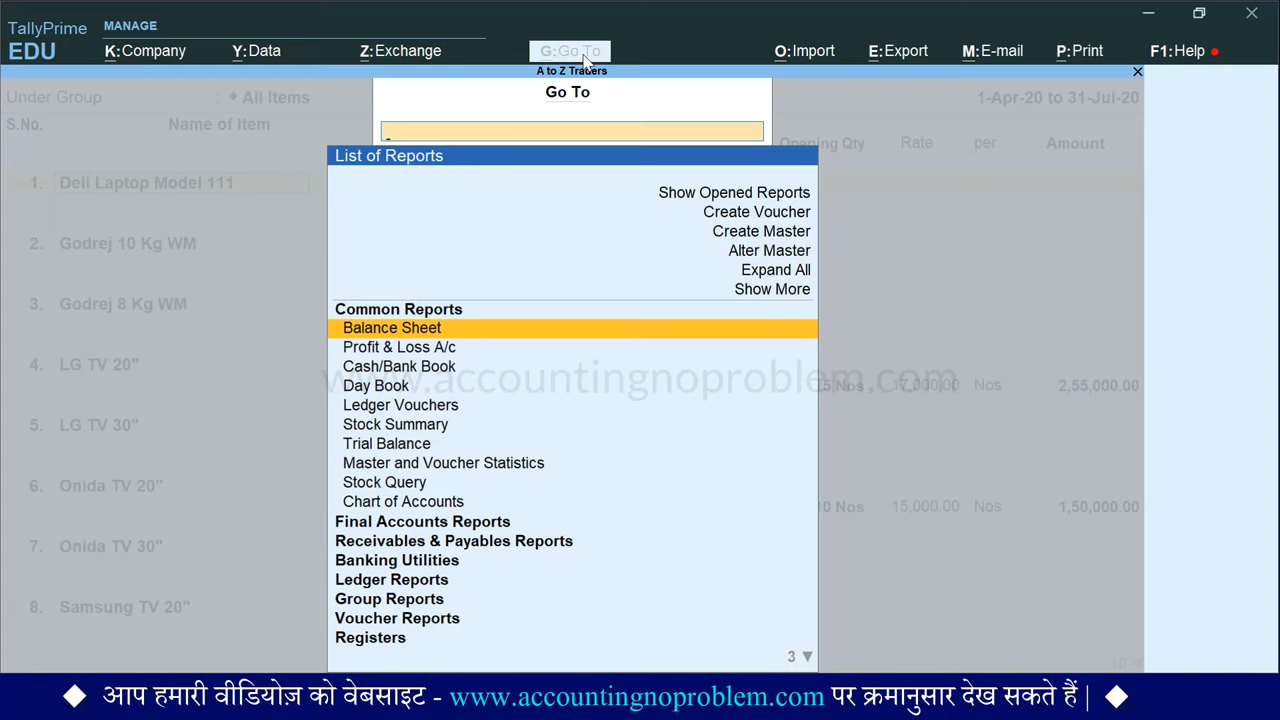 TallyPrime
EDU
MANAGE
K:Company
Y:Data
Z:Exchange
G:Go To
O:Import
E:Export
M:E-mail
P:Print
F1:Help
A to Z Traders
Under Group : ♦ All Items
1-Apr-20 to 31-Jul-20
S.No. Name of Item
Opening Qty Rate per Amount
Go To
List of Reports
Show Opened Reports
Create Voucher
Create Master
Alter Master
Expand All
Show More
Common Reports
Balance Sheet
Profit & Loss A/c
Cash/Bank Book
Day Book
Ledger Vouchers
Stock Summary
Trial Balance
Master and Voucher Statistics
Stock Query
Chart of Accounts
Final Accounts Reports
Receivables & Payables Reports
Banking Utilities
Ledger Reports
Group Reports
Voucher Reports
Registers
3 ▼
1. Dell Laptop Model 111
2. Godrej 10 Kg WM
3. Godrej 8 Kg WM
4. LG TV 20"
5. LG TV 30"
6. Onida TV 20"
7. Onida TV 30"
8. Samsung TV 20"
5 Nos 17,000.00 Nos 2,55,000.00
0 Nos 15,000.00 Nos 1,50,000.00
www.accountingnoproblem.com
◆ आप हमारी वीडियोज़ को वेबसाइट - www.accountingnoproblem.com पर क्रमानुसार देख सकते हैं | ◆